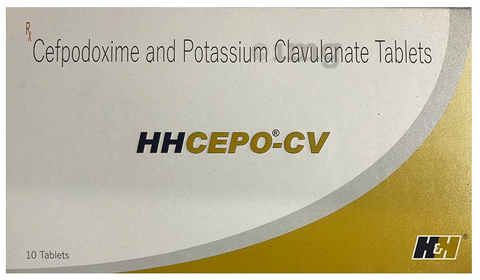 Rx
Cefpodoxime and Potassium Clavulanate Tablets
HHCEPO®-CV
10 Tablets
H&H®